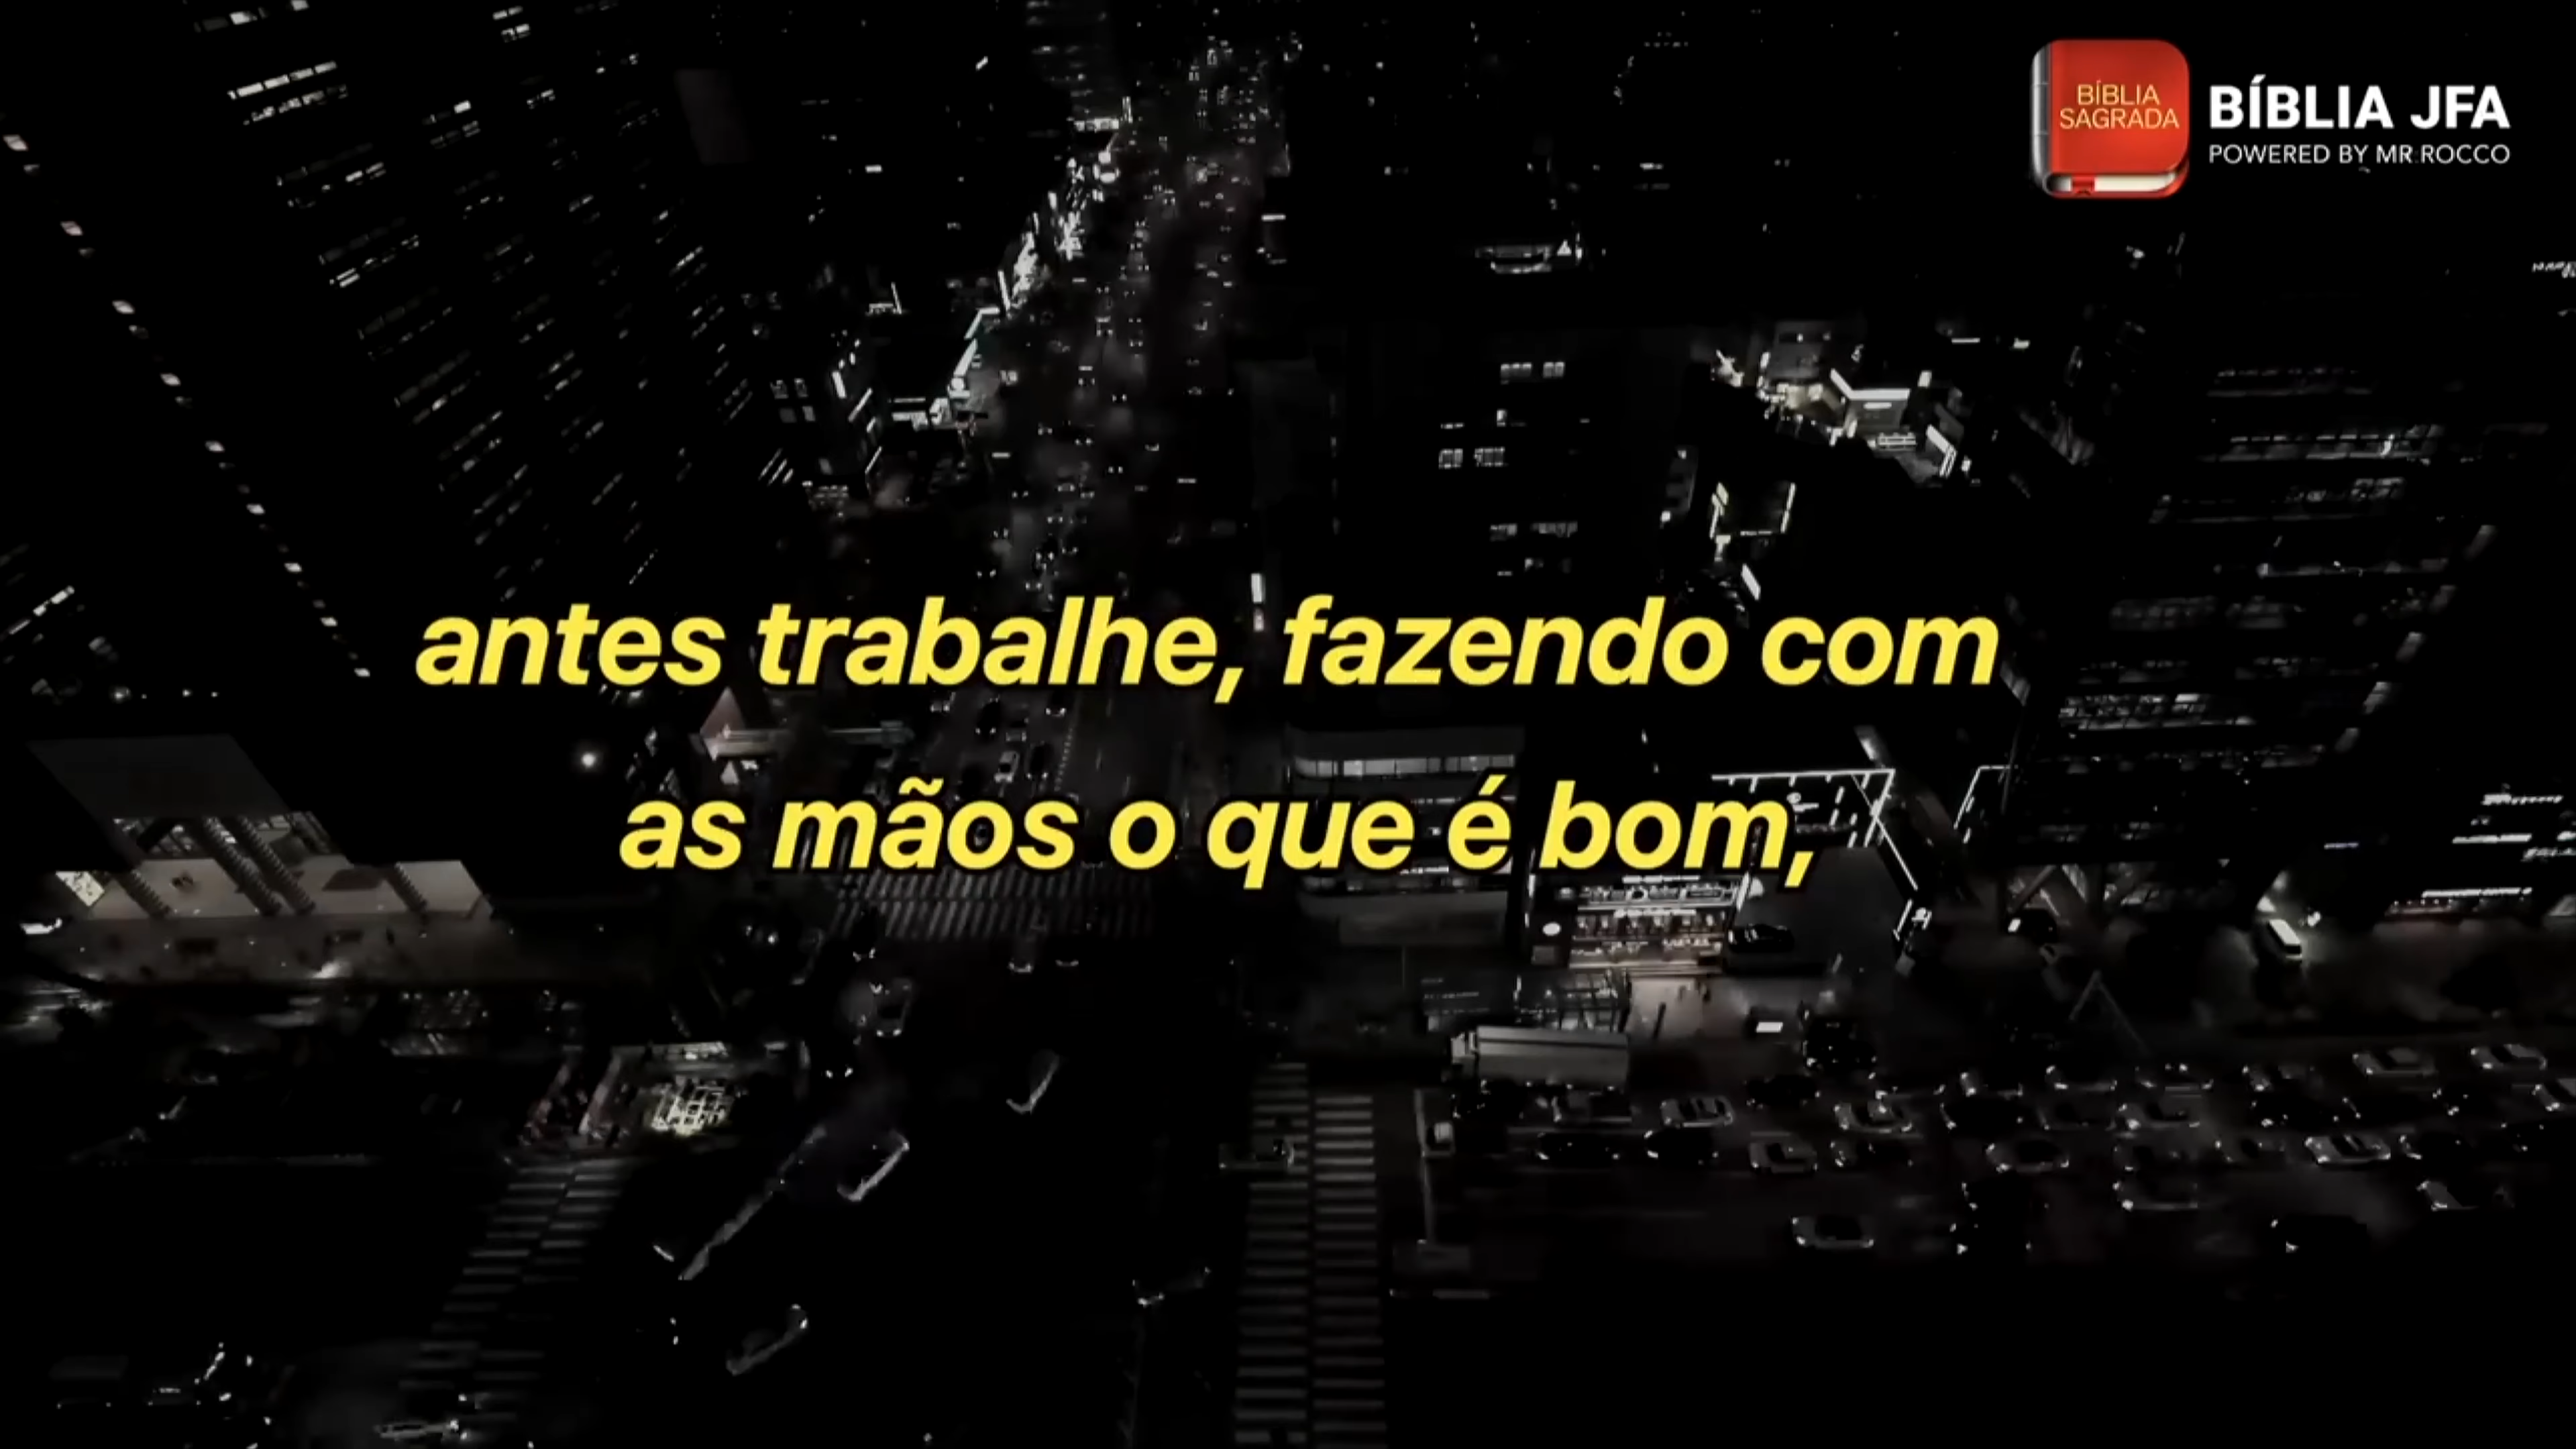 BÍBLIA
SAGRADA
BÍBLIA JFA
POWERED BY MR ROCCO
antes trabalhe, fazendo com
as mãos o que é bom,